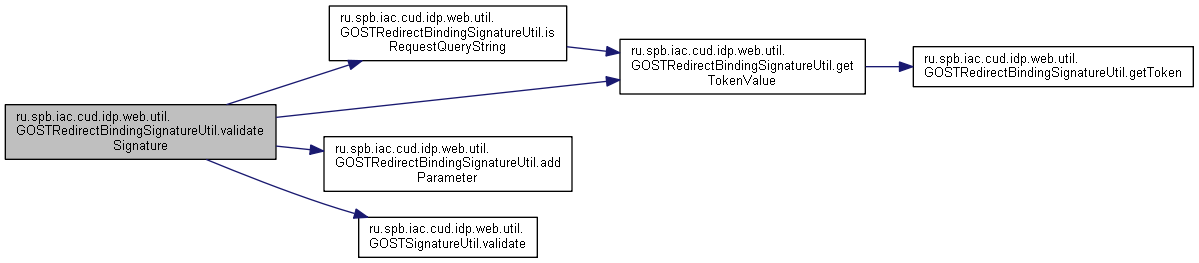 ru.spb.iac.cud.idp.web.util.
GOSTRedirectBindingSignatureUtil.validate
Signature
ru.spb.iac.cud.idp.web.util.
GOSTRedirectBindingSignatureUtil.is
RequestQueryString
ru.spb.iac.cud.idp.web.util.
GOSTRedirectBindingSignatureUtil.get
TokenValue
ru.spb.iac.cud.idp.web.util.
GOSTRedirectBindingSignatureUtil.getToken
ru.spb.iac.cud.idp.web.util.
GOSTRedirectBindingSignatureUtil.add
Parameter
ru.spb.iac.cud.idp.web.util.
GOSTSignatureUtil.validate